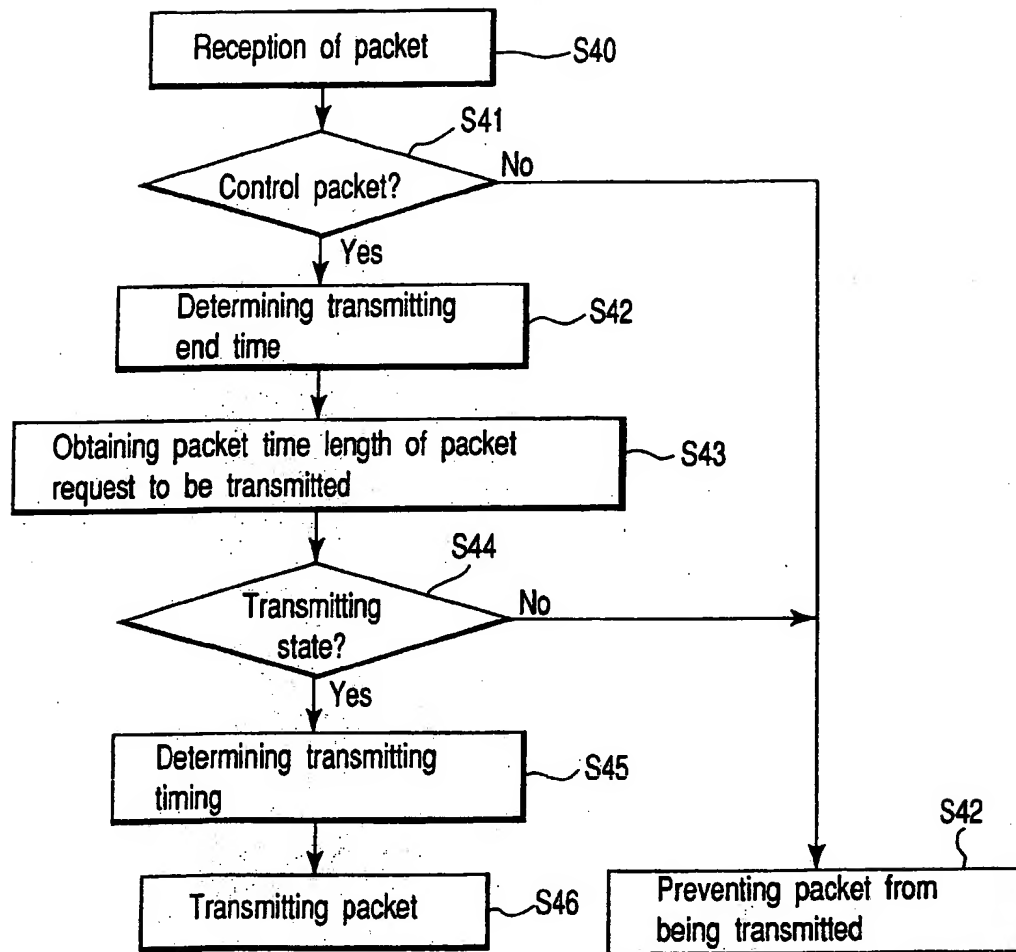 Reception of packet
S40
S41
Control packet?
No
Yes
Determining transmitting
end time
S42
Obtaining packet time length of packet
request to be transmitted
S43
S44
Transmitting
state?
No
Yes
Determining transmitting
timing
S45
Transmitting packet
S46
S42
Preventing packet from
being transmitted